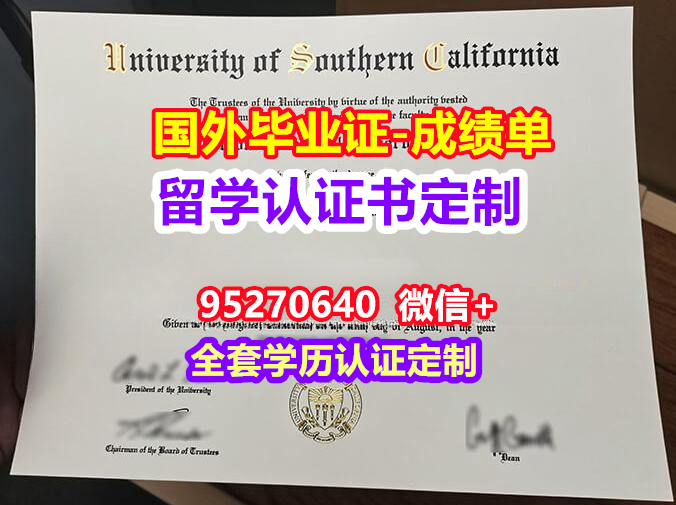 University of Southern California
The Trustees of the University by virtue of the authority vested
国外毕业证-成绩单
留学认证书定制
95270640 微信+
Given
day of August, in the year
全套学历认证定制
President of the University
Chairman of the Board of Trustees
Dean